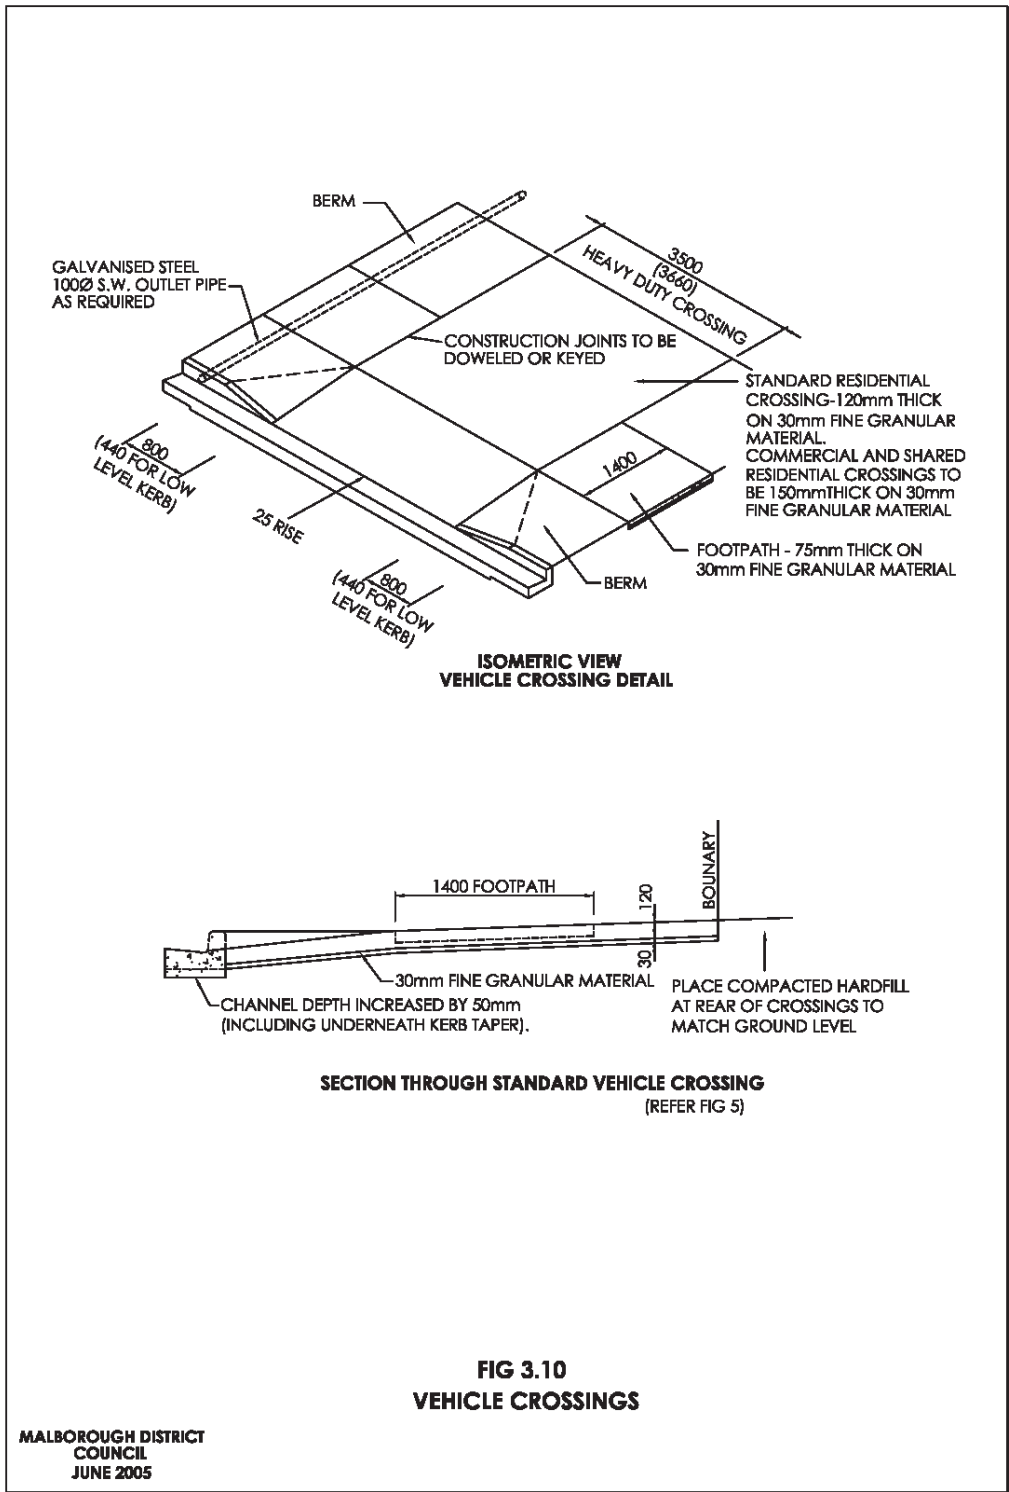 BERM
GALVANISED STEEL
100Ø S.W. OUTLET PIPE
AS REQUIRED
3500
(3660)
HEAVY DUTY CROSSING
CONSTRUCTION JOINTS TO BE
DOWELED OR KEYED
STANDARD RESIDENTIAL
CROSSING-120mm THICK
ON 30mm FINE GRANULAR
MATERIAL.
COMMERCIAL AND SHARED
RESIDENTIAL CROSSINGS TO
BE 150mmTHICK ON 30mm
FINE GRANULAR MATERIAL
1400
800
(440 FOR LOW
LEVEL KERB)
25 RISE
FOOTPATH - 75mm THICK ON
30mm FINE GRANULAR MATERIAL
BERM
800
(440 FOR LOW
LEVEL KERB)
ISOMETRIC VIEW
VEHICLE CROSSING DETAIL
BOUNARY
1400 FOOTPATH
120
30
30mm FINE GRANULAR MATERIAL
CHANNEL DEPTH INCREASED BY 50mm
(INCLUDING UNDERNEATH KERB TAPER).
PLACE COMPACTED HARDFILL
AT REAR OF CROSSINGS TO
MATCH GROUND LEVEL
SECTION THROUGH STANDARD VEHICLE CROSSING
(REFER FIG 5)
FIG 3.10
VEHICLE CROSSINGS
MALBOROUGH DISTRICT
COUNCIL
JUNE 2005